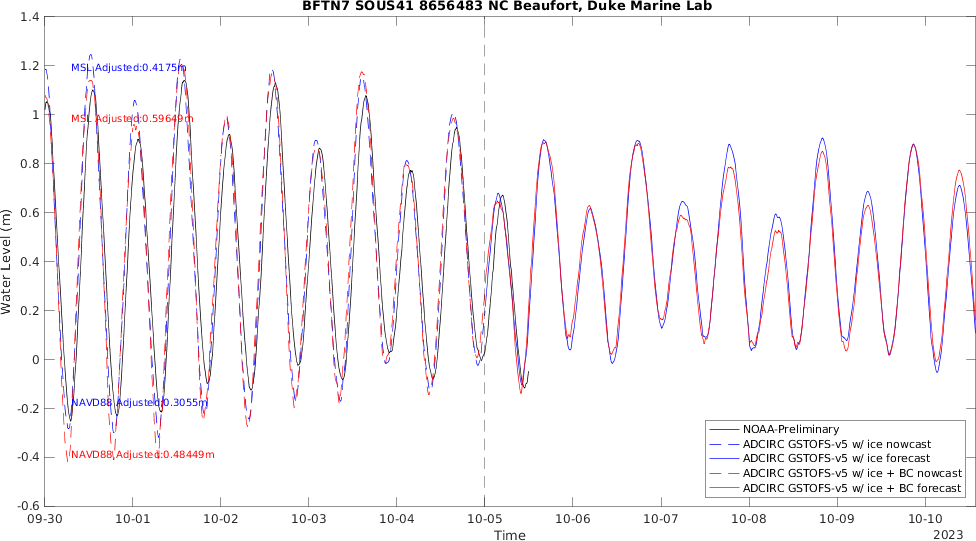 BFTN7 SOUS41 8656483 NC Beaufort, Duke Marine Lab
1.4
1.2
1
0.8
0.6
0.4
0.2
0
-0.2
-0.4
-0.6
Water Level (m)
MSL Adjusted:0.4175m
MSL Adjusted:0.59649m
NAVD88 Adjusted:0.3055m
NAVD88 Adjusted:0.48449m
NOAA-Preliminary
ADCIRC GSTOFS-v5 w/ ice nowcast
ADCIRC GSTOFS-v5 w/ ice forecast
ADCIRC GSTOFS-v5 w/ ice + BC nowcast
ADCIRC GSTOFS-v5 w/ ice + BC forecast
09-30 10-01 10-02 10-03 10-04 10-05 10-06 10-07 10-08 10-09 10-10
Time
2023